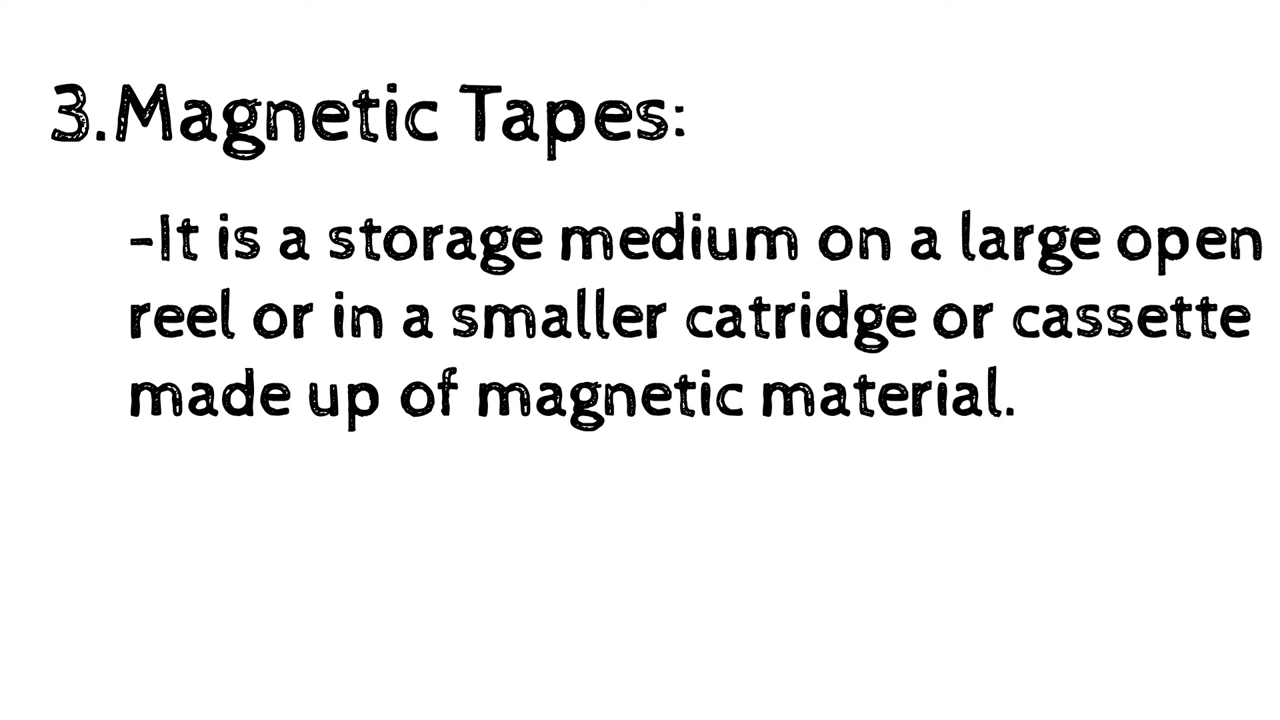 3.Magnetic Tapes:
-It is a storage medium on a large open
reel or in a smaller catridge or cassette
made up of magnetic material.